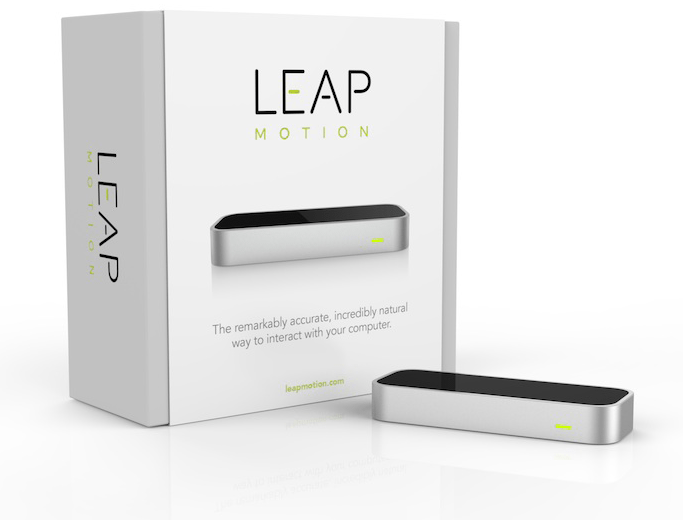 LEAP
MOTION
LEAP
MOTION
The remarkably accurate, incredibly natural
way to interact with your computer.
leapmotion.com